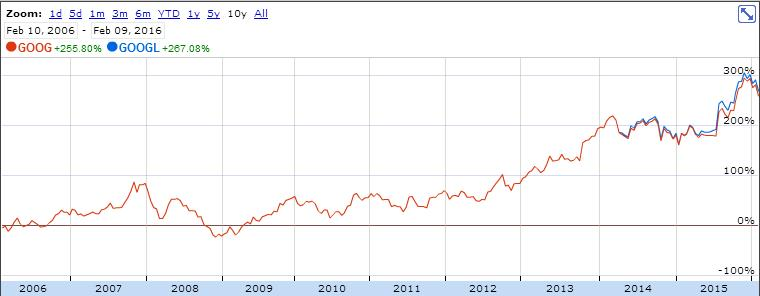 Zoom: 1d 5d 1m 3m 6m YTD 1y 5y 10y All
Feb 10, 2006 - Feb 09, 2016
GOOG +255.80% GOOGL +267.08%
300%
200%
100%
0%
-100%
2006 2007 2008 2009 2010 2011 2012 2013 2014 2015